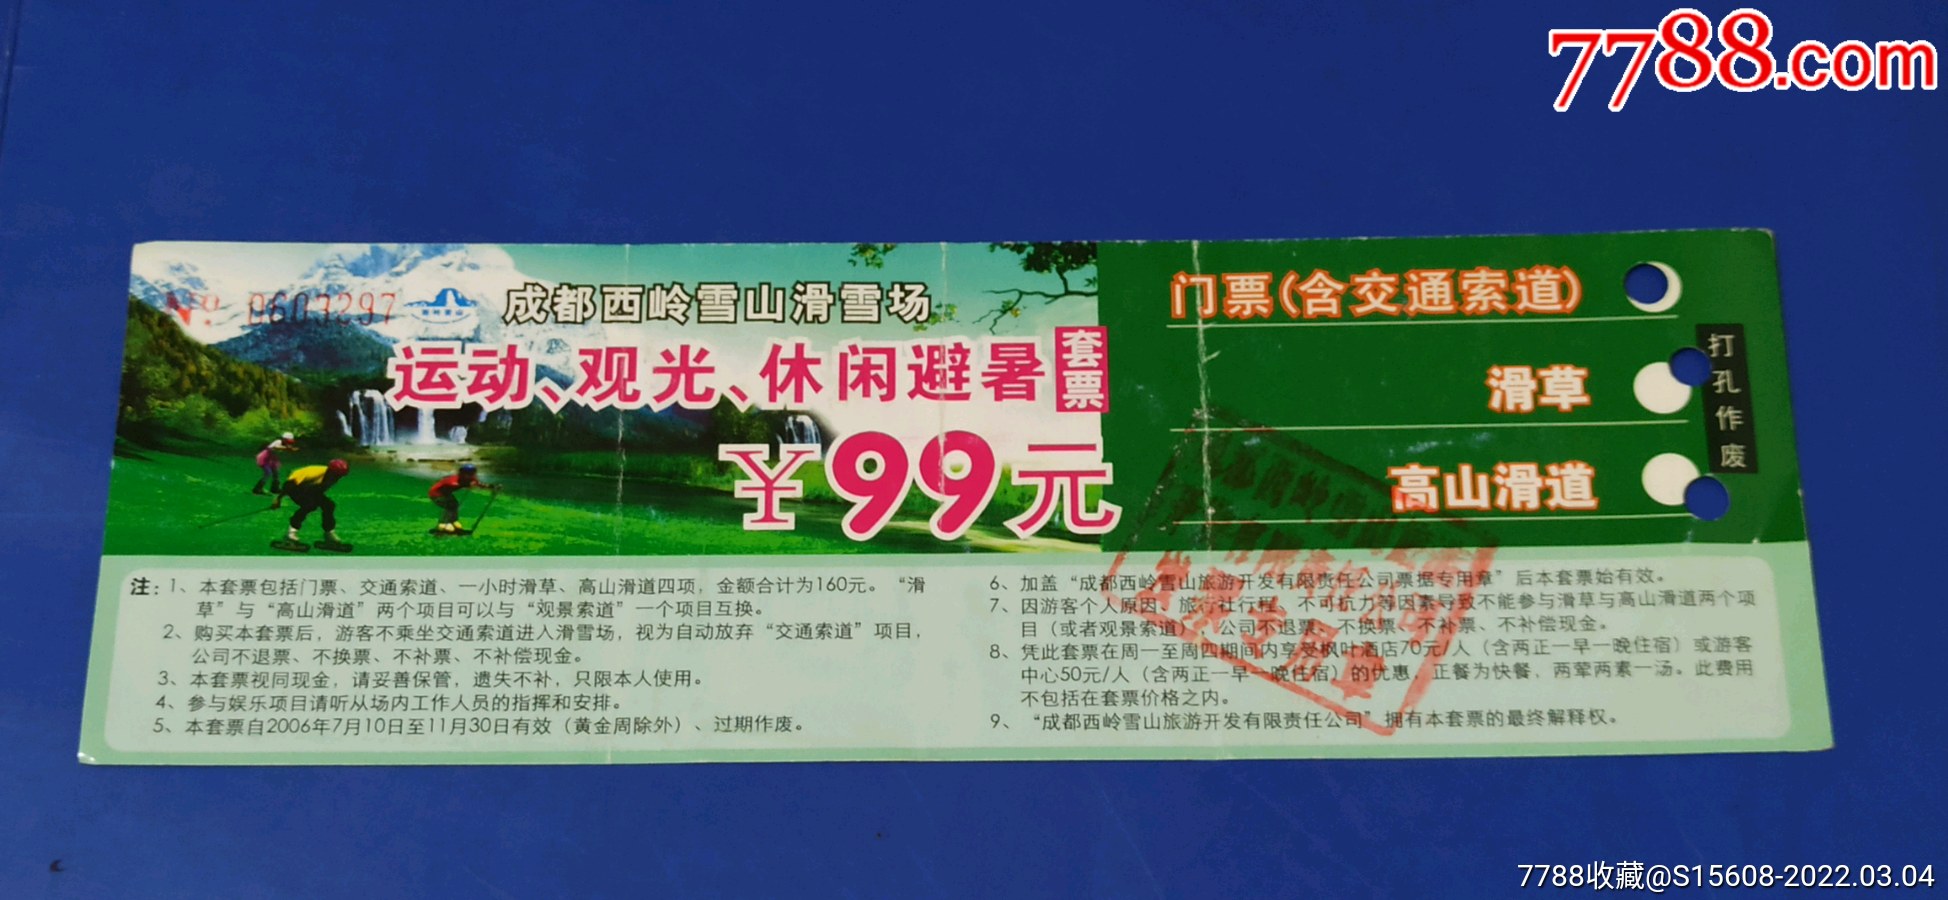 7788.com
No 0603297
成都西岭雪山滑雪场
运动、观光、休闲避暑
套票
¥99元
门票(含交通索道)
滑草
高山滑道
打孔作废
注:1、本套票包括门票、交通索道、一小时滑草、高山滑道四项,金额合计为160元。“滑
草”与“高山滑道”两个项目可以与“观景索道”一个项目互换。
2、购买本套票后,游客不乘坐交通索道进入滑雪场,视为自动放弃“交通索道”项目,
公司不退票、不换票、不补票、不补偿现金。
3、本套票视同现金,请妥善保管,遗失不补,只限本人使用。
4、参与娱乐项目请听从场内工作人员的指挥和安排。
5、本套票自2006年7月10日至11月30日有效(黄金周除外)、过期作废。
6、加盖“成都西岭雪山旅游开发有限责任公司票据专用章”后本套票始有效。
7、因游客个人原因、旅行社行程、不可抗力等因素导致不能参与滑草与高山滑道两个项
目(或者观景索道),公司不退票、不换票、不补票、不补偿现金。
8、凭此套票在周一至周四期间内享受枫叶酒店70元/人(含两正一早一晚住宿)或游客
中心50元/人(含两正一早一晚住宿)的优惠,正餐为快餐,两荤两素一汤。此费用
不包括在套票价格之内。
9、“成都西岭雪山旅游开发有限责任公司”拥有本套票的最终解释权。
7788收藏@S15608-2022.03.04